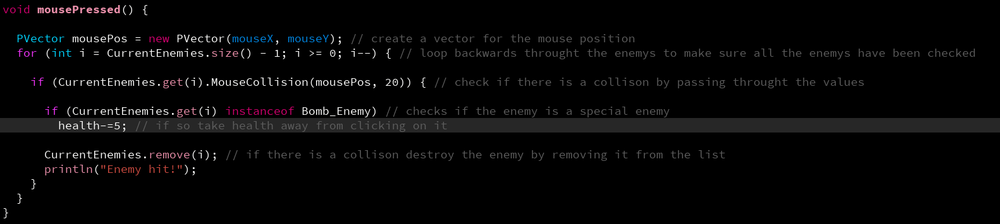 void mousePressed() {
PVector mousePos = new PVector(mouseX, mouseY); // create a vector for the mouse position
for (int i = CurrentEnemies.size() - 1; i >= 0; i--) { // loop backwards throught the enemys to make sure all the enemys have been checked
if (CurrentEnemies.get(i).MouseCollision(mousePos, 20)) { // check if there is a collison by passing throught the values
if (CurrentEnemies.get(i) instanceof Bomb_Enemy) // checks if the enemy is a special enemy
health-=5; // if so take health away from clicking on it
CurrentEnemies.remove(i); // if there is a collison destroy the enemy by removing it from the list
println("Enemy hit!");
}
}
}